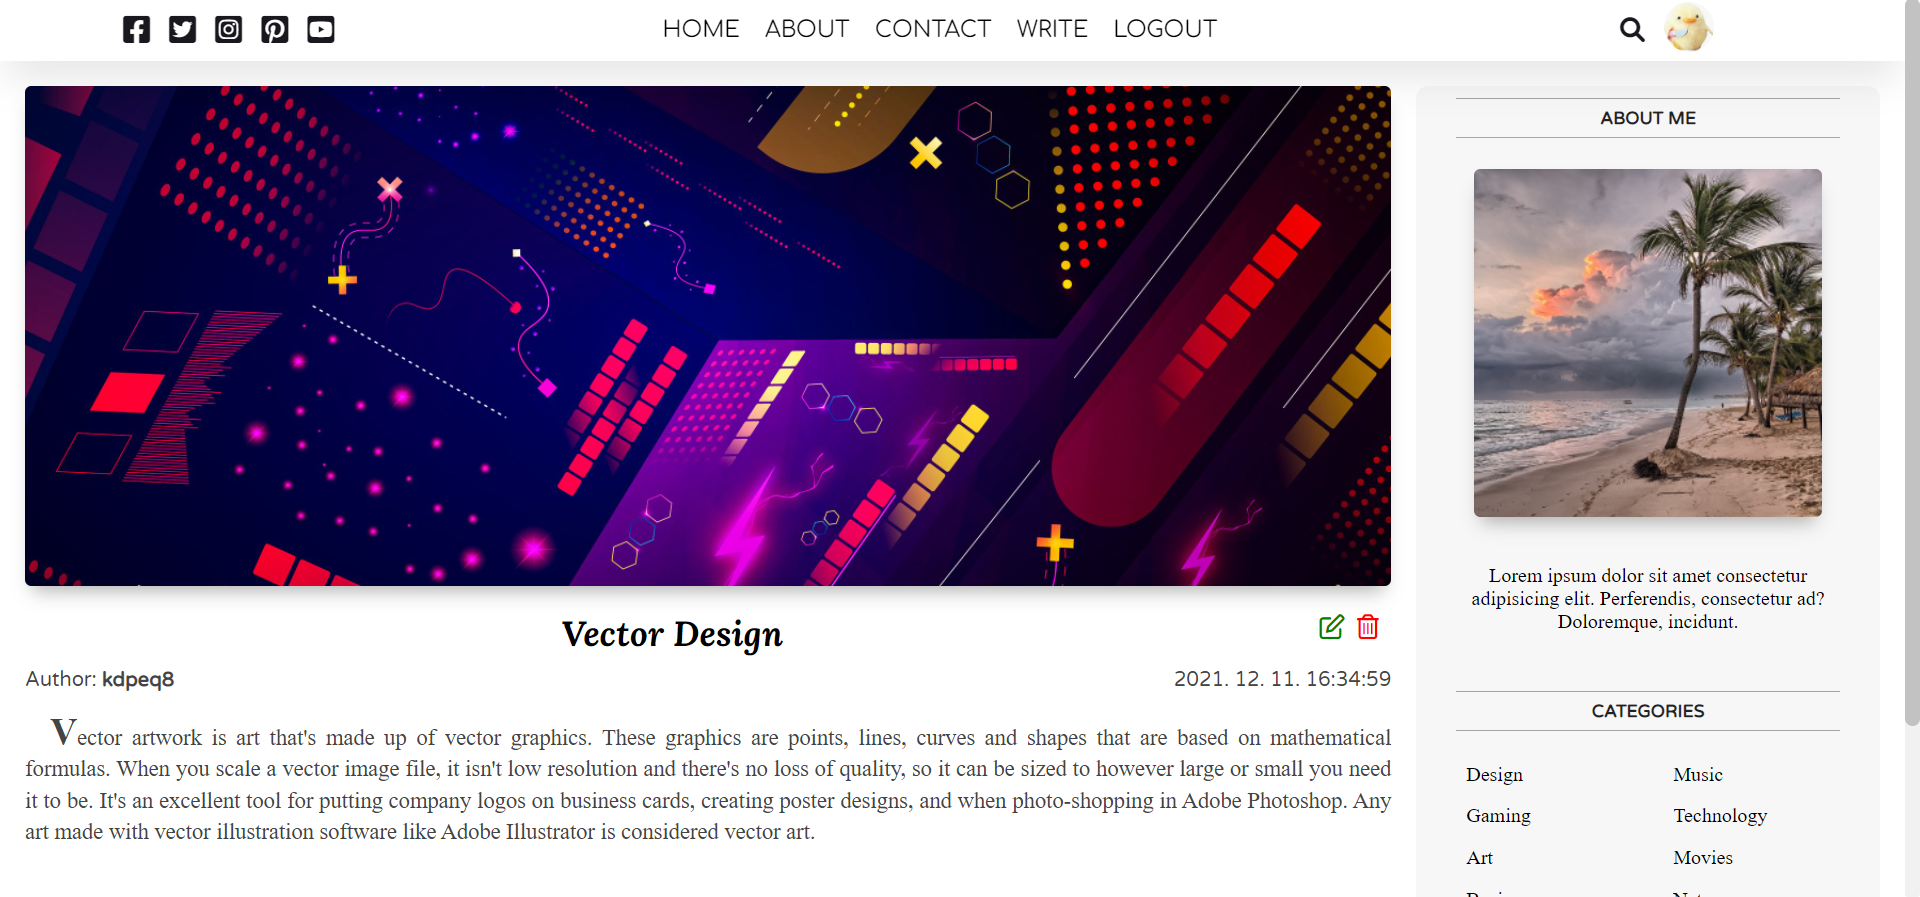 HOME ABOUT CONTACT WRITE LOGOUT
Vector Design
Author: kdpeq8
2021. 12. 11. 16:34:59
Vector artwork is art that's made up of vector graphics. These graphics are points, lines, curves and shapes that are based on mathematical
formulas. When you scale a vector image file, it isn't low resolution and there's no loss of quality, so it can be sized to however large or small you need
it to be. It's an excellent tool for putting company logos on business cards, creating poster designs, and when photo-shopping in Adobe Photoshop. Any
art made with vector illustration software like Adobe Illustrator is considered vector art.
ABOUT ME
Lorem ipsum dolor sit amet consectetur
adipisicing elit. Perferendis, consectetur ad?
Doloremque, incidunt.
CATEGORIES
Design Music
Gaming Technology
Art Movies